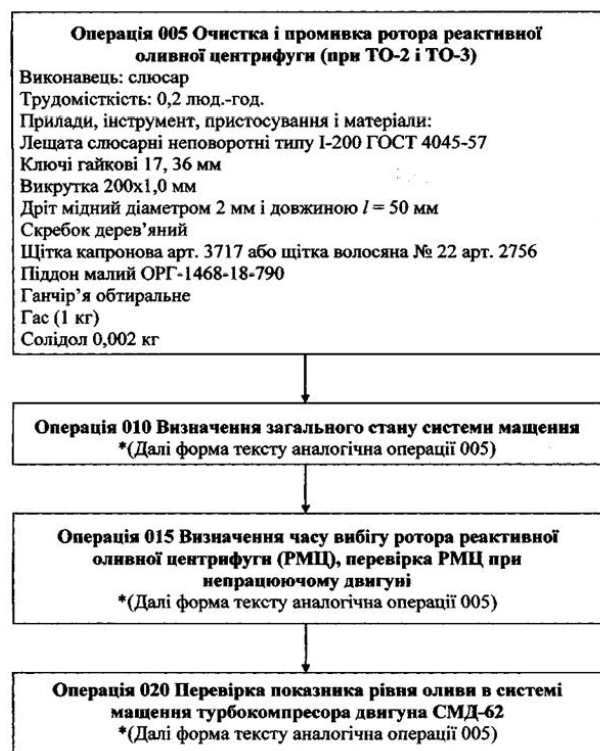 Операція 005 Очистка і промивка ротора реактивної
оливної центрифуги (при ТО-2 і ТО-3)
Виконавець: слюсар
Трудомісткість: 0,2 люд.-год.
Прилади, інструмент, пристосування і матеріали:
Лещата слюсарні неповоротні типу І-200 ГОСТ 4045-57
Ключі гайкові 17, 36 мм
Викрутка 200х1,0 мм
Дріт мідний діаметром 2 мм і довжиною l = 50 мм
Скребок дерев’яний
Щітка капронова арт. 3717 або щітка волосяна № 22 арт. 2756
Піддон малий ОРГ-1468-18-790
Ганчір’я обтиральне
Гас (1 кг)
Солідол 0,002 кг
Операція 010 Визначення загального стану системи мащення
*(Далі форма тексту аналогічна операції 005)
Операція 015 Визначення часу вибігу ротора реактивної
оливної центрифуги (РМЦ), перевірка РМЦ при
непрацюючому двигуні
*(Далі форма тексту аналогічна операції 005)
Операція 020 Перевірка показника рівня оливи в системі
мащення турбокомпресора двигуна СМД-62
*(Далі форма тексту аналогічна операції 005)